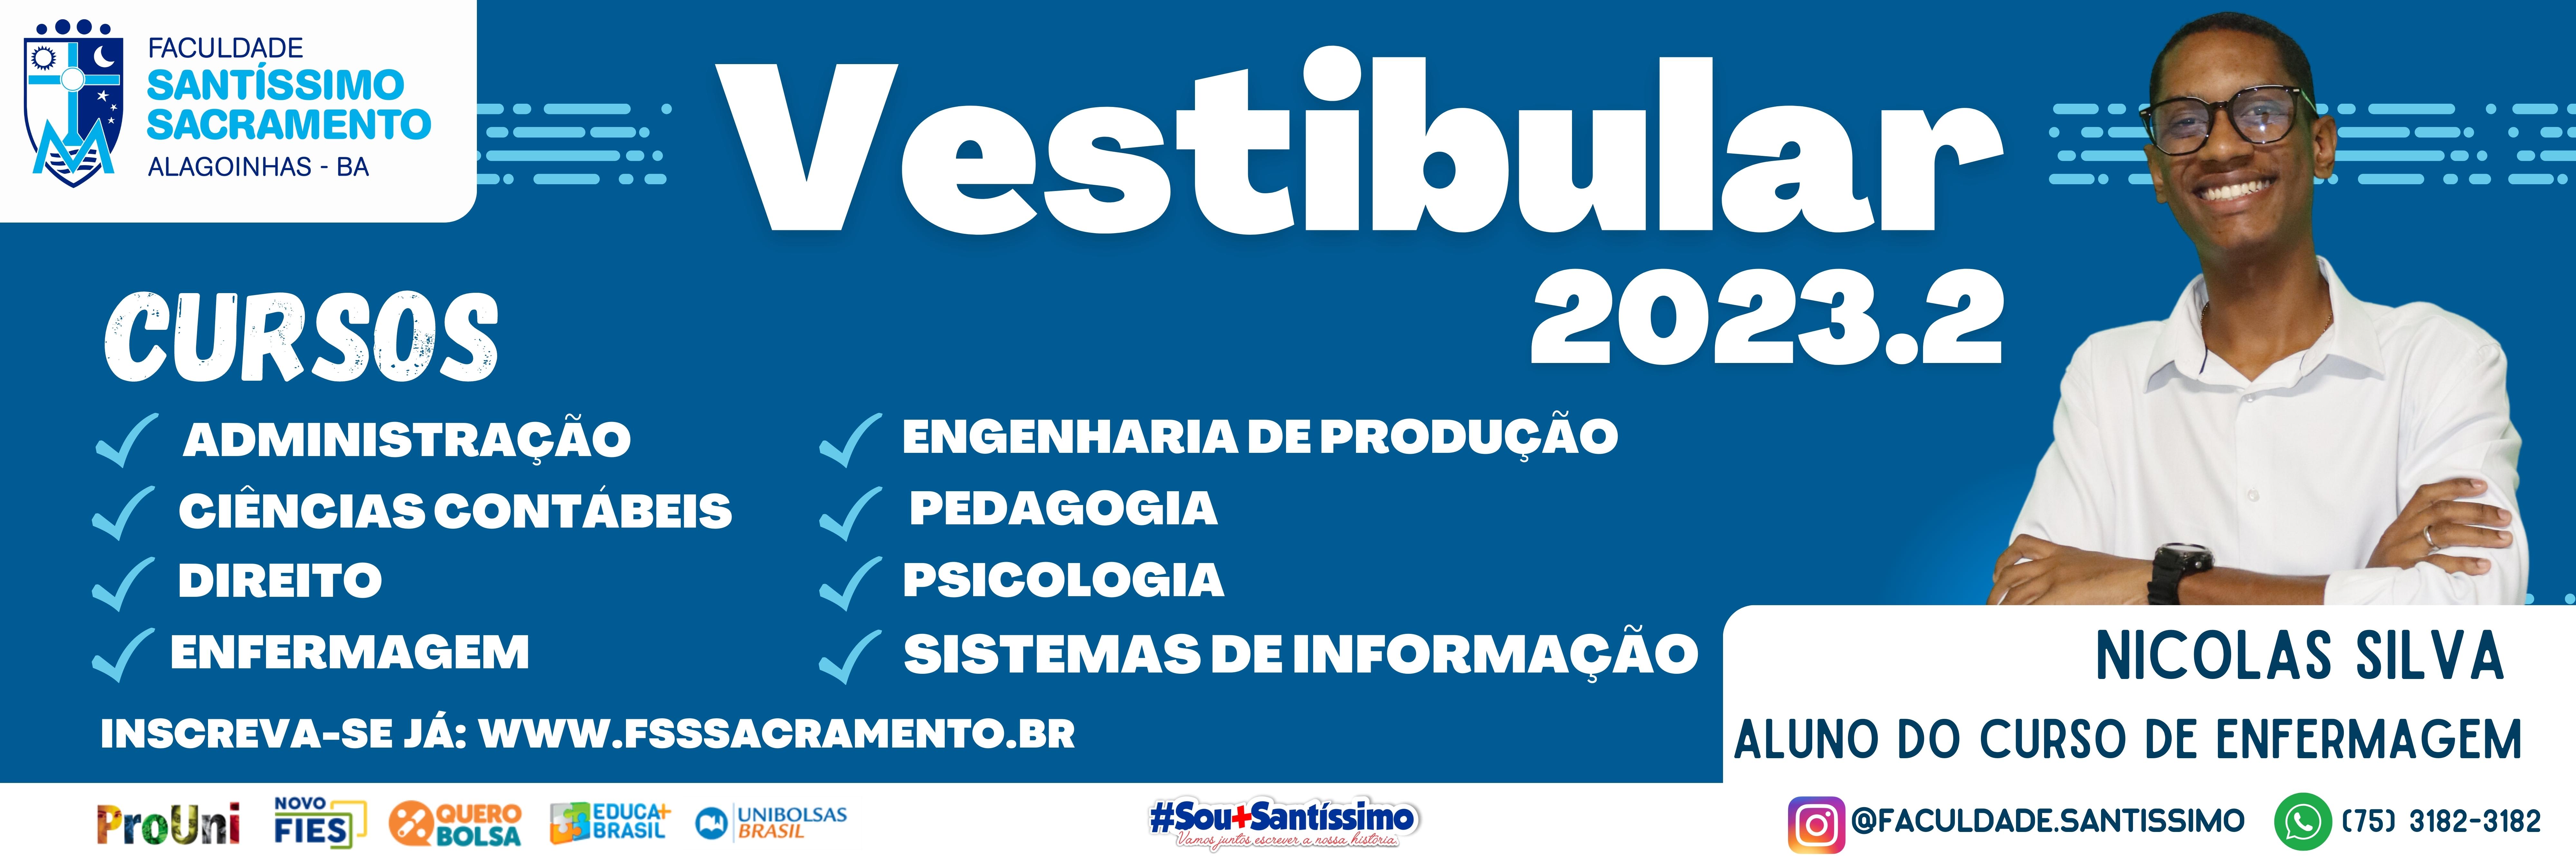 FACULDADE
SANTÍSSIMO
SACRAMENTO
ALAGOINHAS - BA
Vestibular
2023.2
CURSOS
ADMINISTRAÇÃO
CIÊNCIAS CONTÁBEIS
DIREITO
ENFERMAGEM
ENGENHARIA DE PRODUÇÃO
PEDAGOGIA
PSICOLOGIA
SISTEMAS DE INFORMAÇÃO
INSCREVA-SE JÁ: WWW.FSSSACRAMENTO.BR
NICOLAS SILVA
ALUNO DO CURSO DE ENFERMAGEM
ProUni
NOVO
FIES
QUERO
BOLSA
EDUCA+
BRASIL
UNIBOLSAS
BRASIL
#Sou+Santíssimo
Vamos juntos escrever a nossa história.
@FACULDADE.SANTISSIMO
(75) 3182-3182